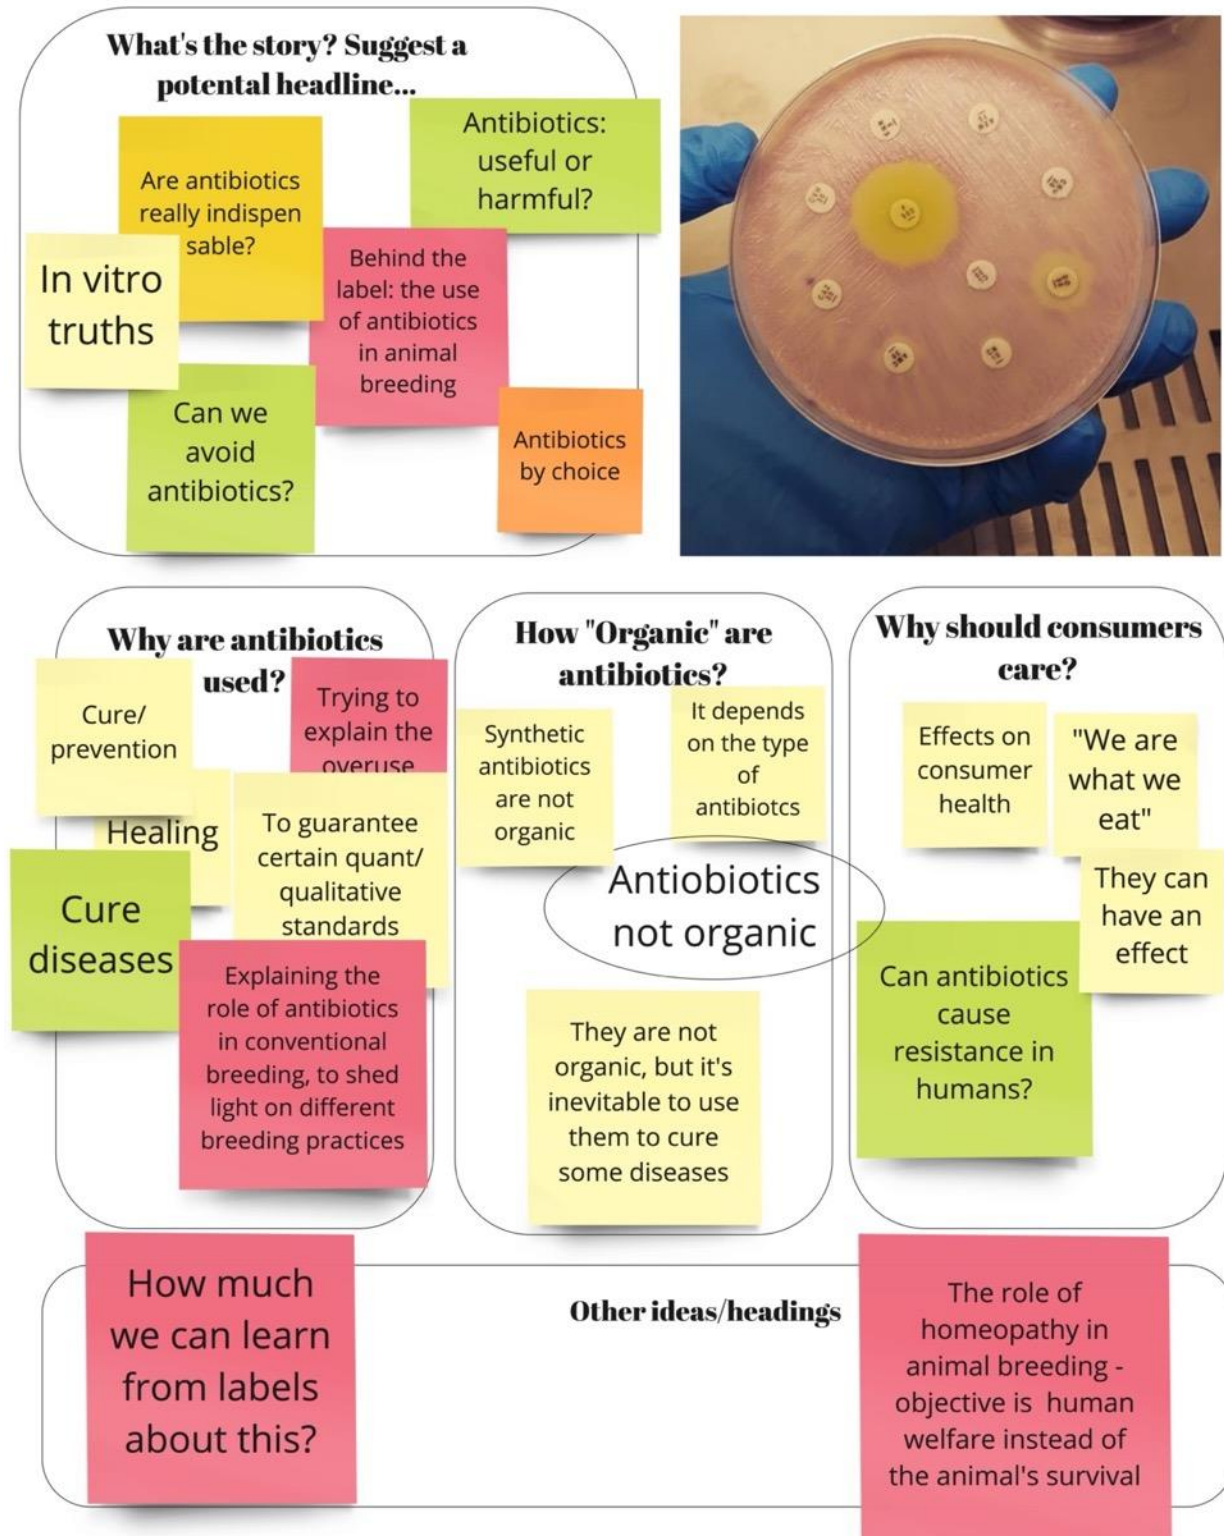 What's the story? Suggest a
potential headline...
Antibiotics:
useful or
harmful?
Are antibiotics
really indispen
sable?
In vitro
truths
Behind the
label: the use
of antibiotics
in animal
breeding
Can we
avoid
antibiotics?
Antibiotics
by choice
Why are antibiotics
used?
Cure/
prevention
Trying to
explain the
overuse
Healing
To guarantee
certain quant/
qualitative
standards
Cure
diseases
Explaining the
role of antibiotics
in conventional
breeding, to shed
light on different
breeding practices
How "Organic" are
antibiotics?
Synthetic
antibiotics
are not
organic
It depends
on the type
of
antibiotcs
Antiobiotics
not organic
They are not
organic, but it's
inevitable to use
them to cure
some diseases
Why should consumers
care?
Effects on
consumer
health
"We are
what we
eat"
They can
have an
effect
Can antibiotics
cause
resistance in
humans?
How much
we can learn
from labels
about this?
Other ideas/headings
The role of
homeopathy in
animal breeding -
objective is human
welfare instead of
the animal's survival